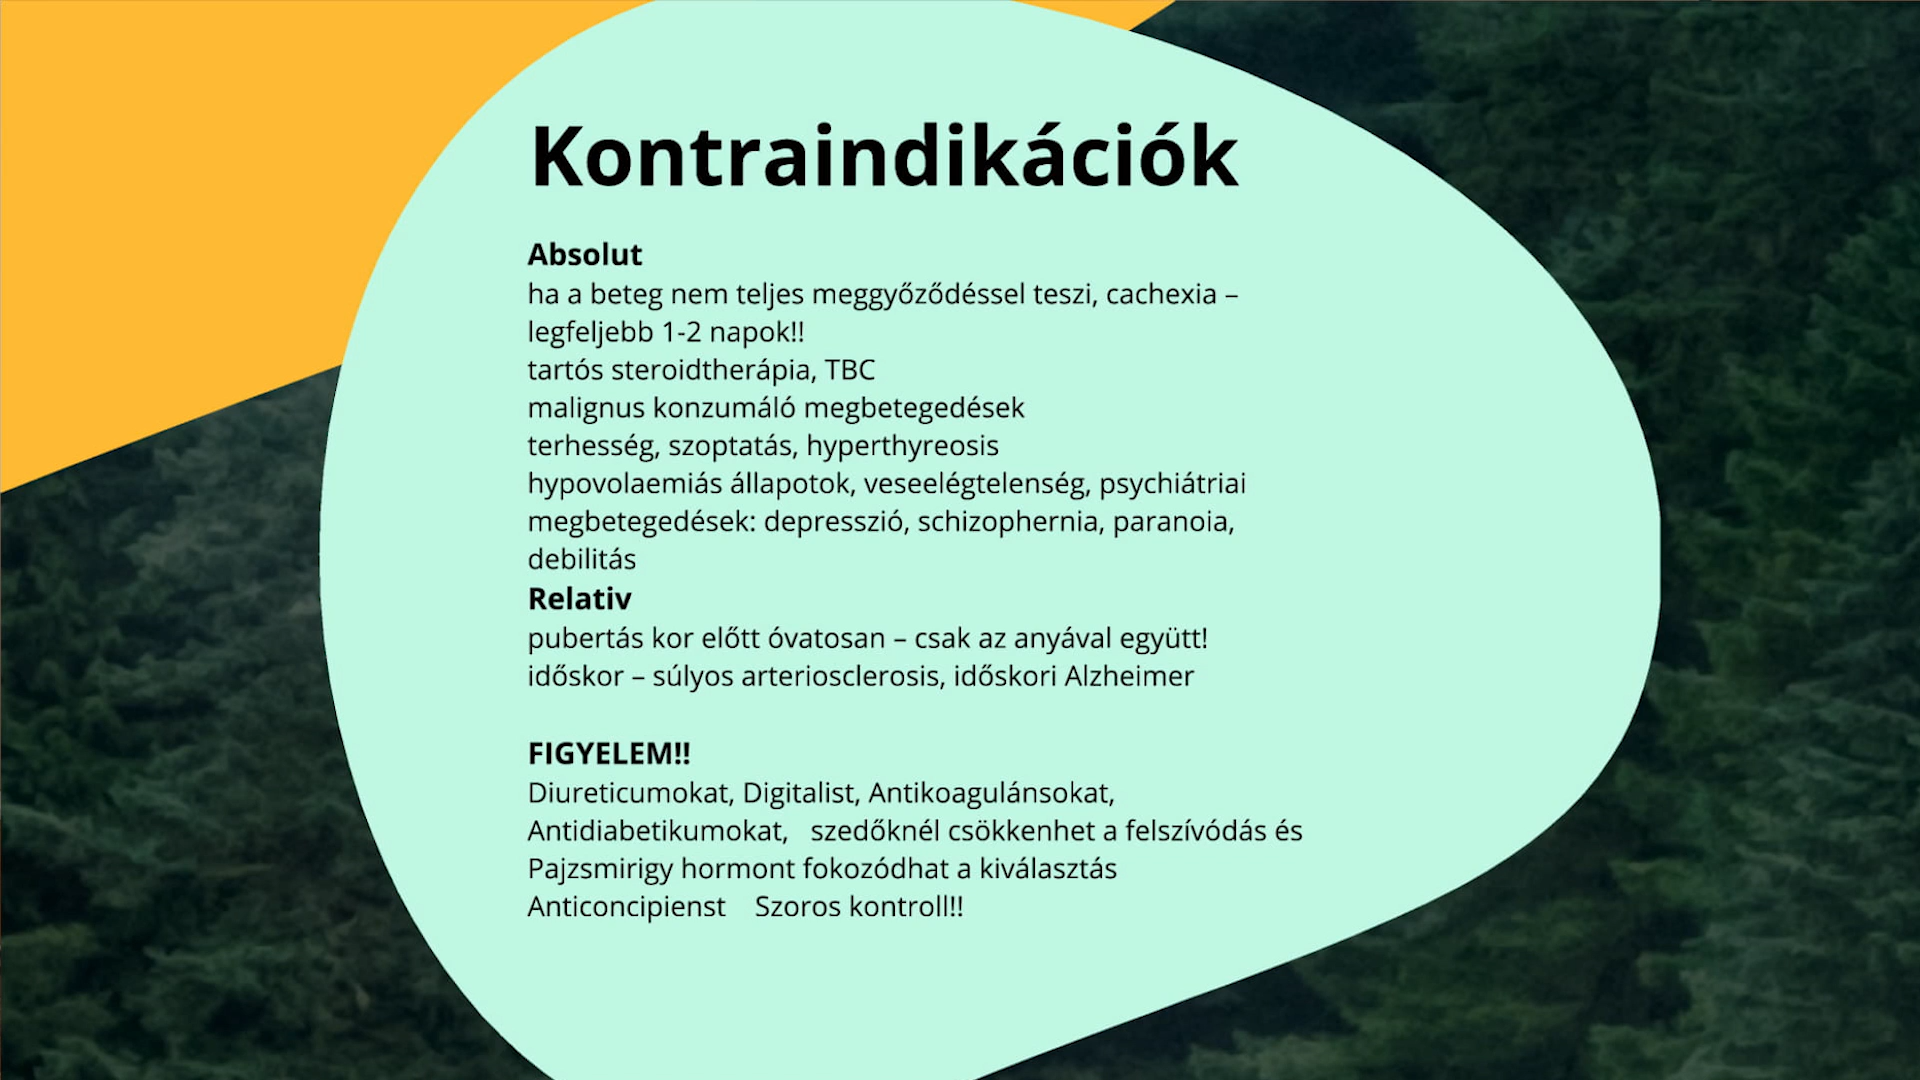 Kontraindikációk
Absolut
ha a beteg nem teljes meggyőződéssel teszi, cachexia –
legfeljebb 1-2 napok!!
tartós steroidtherápia, TBC
malignus konzumáló megbetegedések
terhesség, szoptatás, hyperthyreosis
hypovolaemiás állapotok, veseelégtelenség, psychiátriai
megbetegedések: depresszió, schizophernia, paranoia,
debilitás
Relativ
pubertás kor előtt óvatosan – csak az anyával együtt!
időskor – súlyos arteriosclerosis, időskori Alzheimer
FIGYELEM!!
Diureticumokat, Digitalist, Antikoagulánsokat,
Antidiabetikumokat,   szedőknél csökkenhet a felszívódás és
Pajzsmirigy hormont fokozódhat a kiválasztás
Anticoncipienst    Szoros kontroll!!